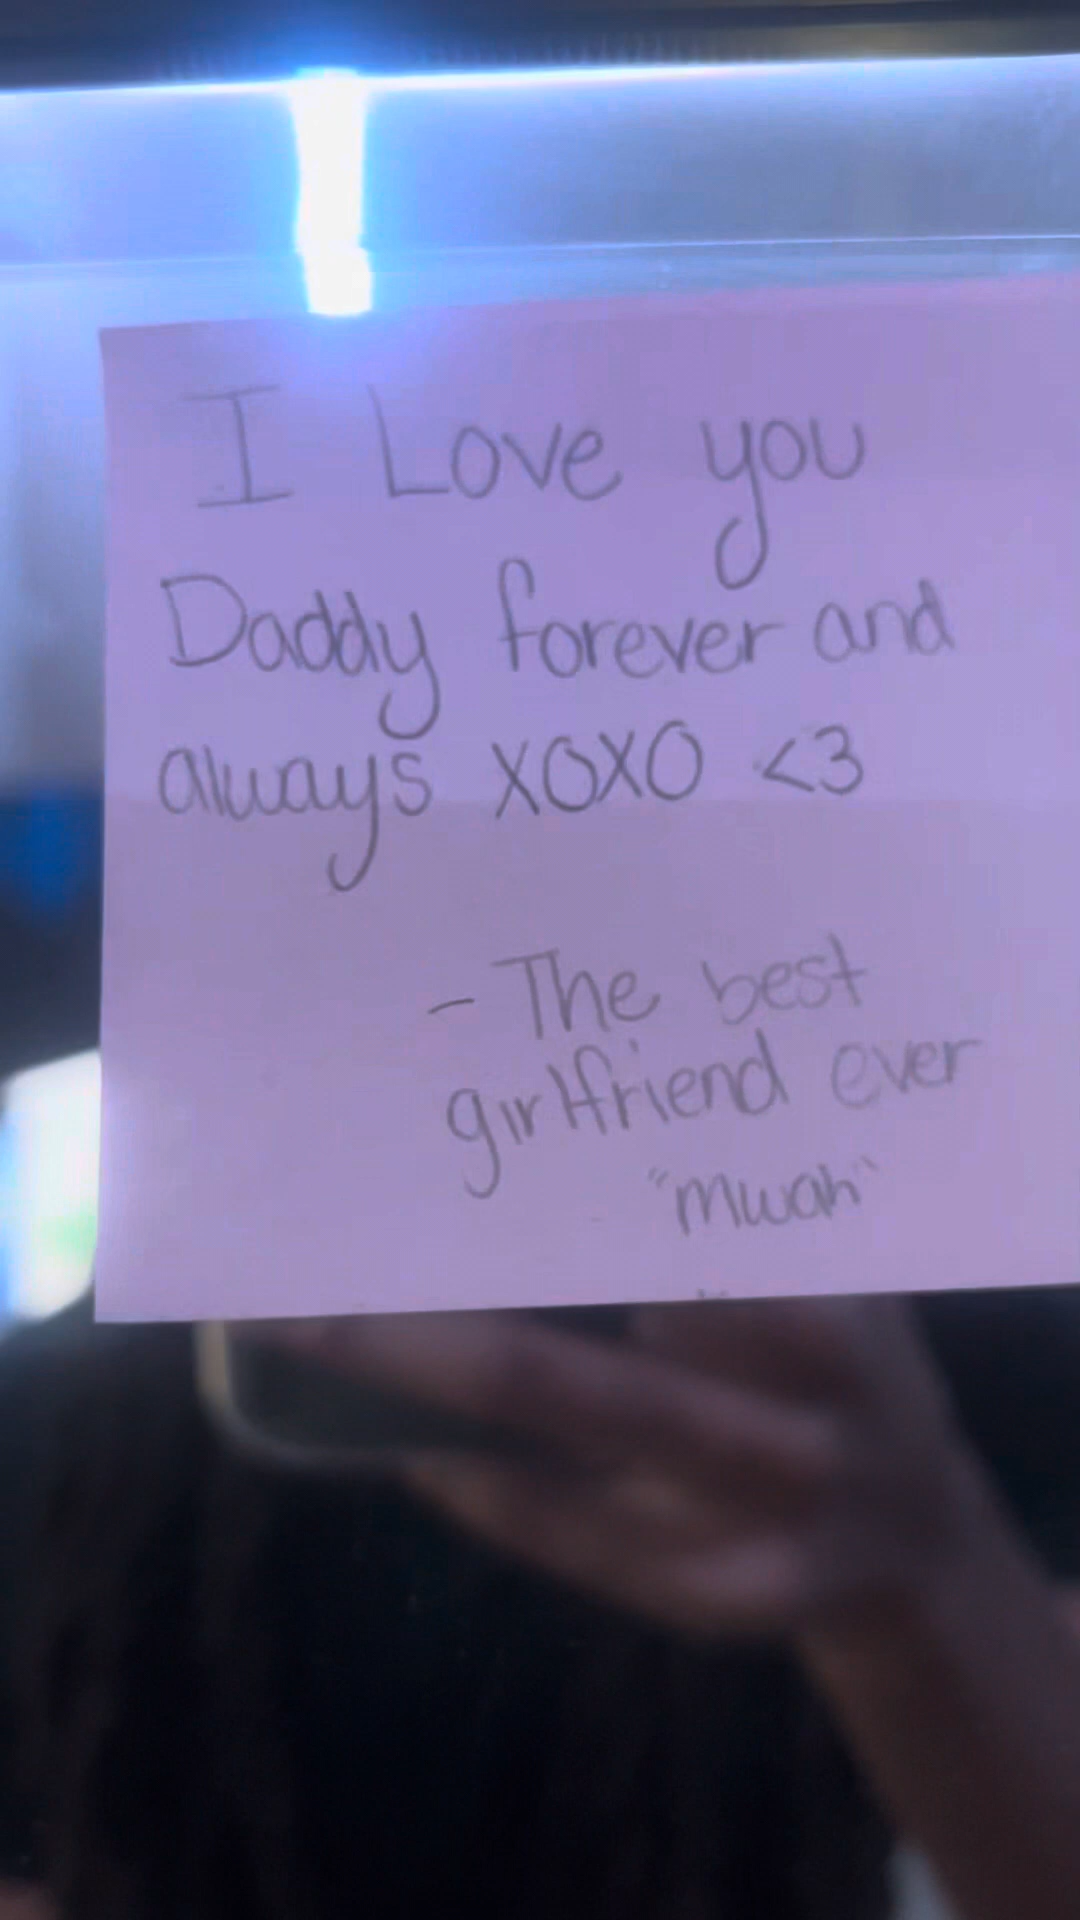 I Love you
Daddy forever and
always XOXO <3
- The best
girlfriend ever
"mwah"